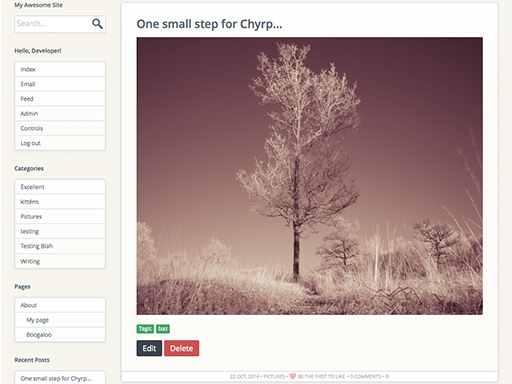 My Awesome Site
Search...
Hello, Developer!
Index
Email
Feed
Admin
Controls
Log out
Categories
Ëxcellent
kitténs
Pictures
testing
Testing Blah
Writing
Pages
About
My page
Boogaloo
Recent Posts
One small step for Chyrp...
One small step for Chyrp...
Tags: baz
Edit Delete
22 OCT, 2014 • PICTURES • BE THE FIRST TO LIKE. • 0 COMMENTS • ©